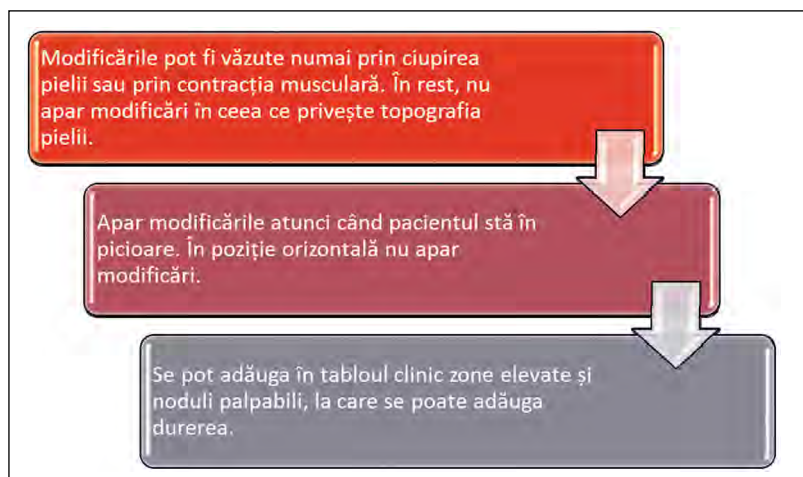 Modificările pot fi văzute numai prin ciupirea
pielii sau prin contracția musculară. În rest, nu
apar modificări în ceea ce privește topografia
pielii.
Apar modificările atunci când pacientul stă în
picioare. În poziție orizontală nu apar
modificări.
Se pot adăuga în tabloul clinic zone elevate și
noduli palpabili, la care se poate adăuga
durerea.